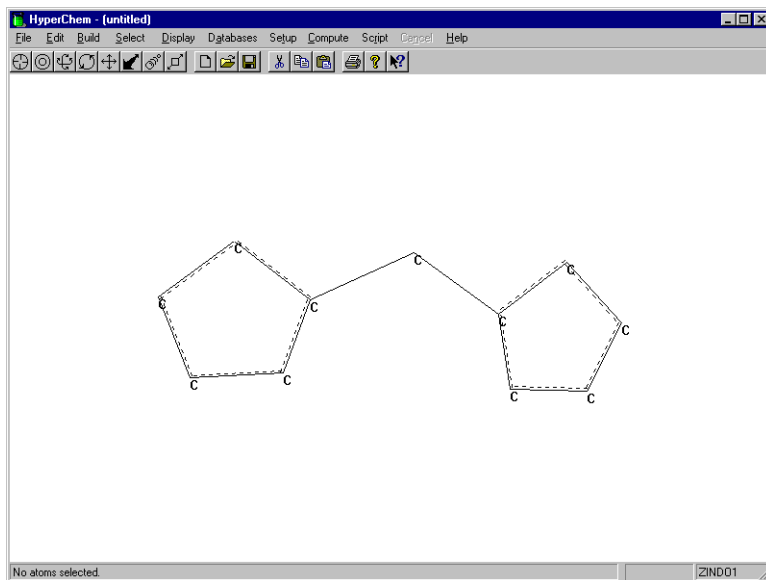 HyperChem - (untitled)
File Edit Build Select Display Databases Setup Compute Script Cancel Help
C
C
C
C
C
C
C
C
C
C
C
No atoms selected.
ZINDO1